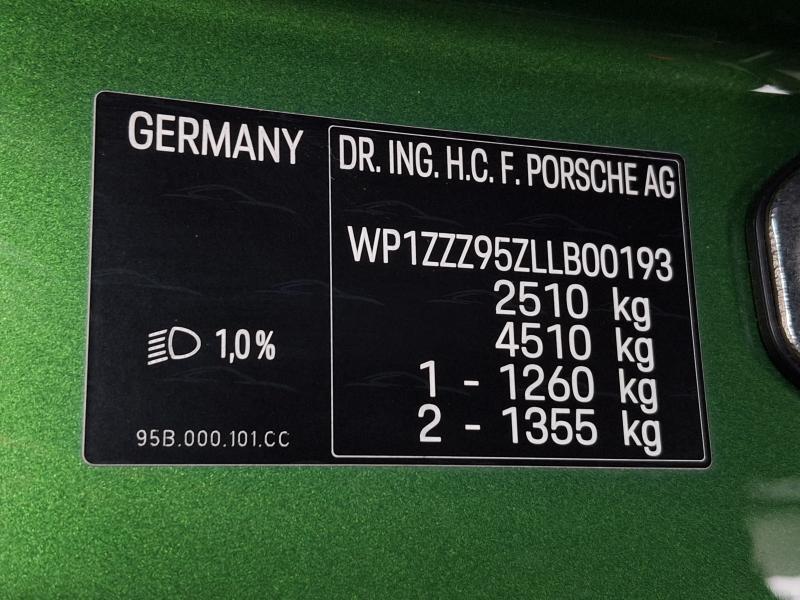 GERMANY
1,0%
95B.000.101.CC
DR. ING. H.C. F. PORSCHE AG
WP1ZZZ95ZLLB00193
2510 kg
4510 kg
1 - 1260 kg
2 - 1355 kg